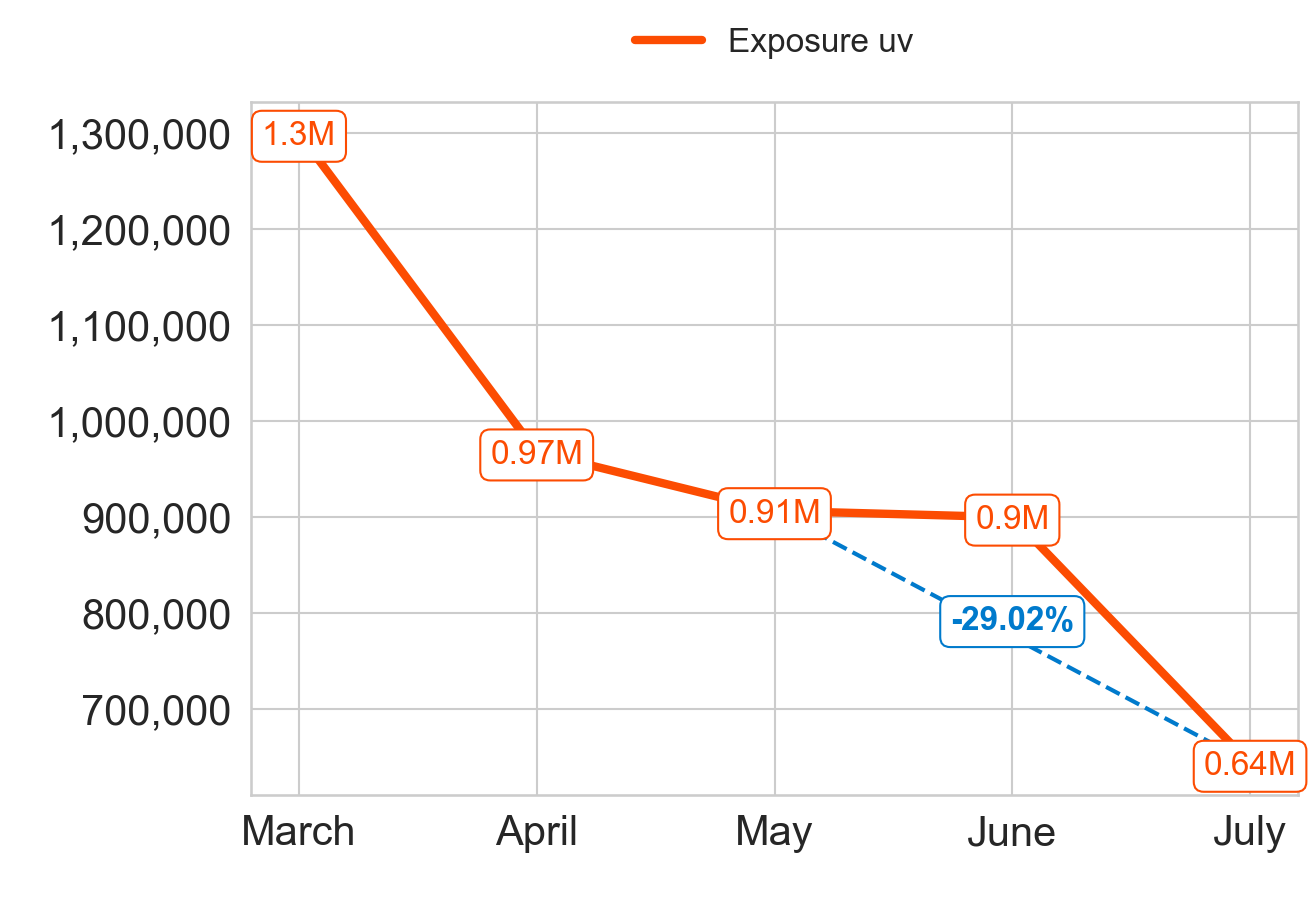 Exposure uv
1,300,000
1,200,000
1,100,000
1,000,000
900,000
800,000
700,000
1.3M
0.97M
0.91M
0.9M
-29.02%
0.64M
March April May June July